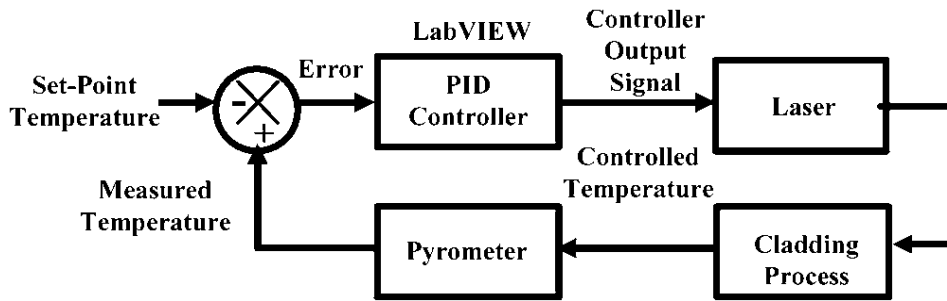 LabVIEW
Controller
Output
Signal
Set-Point
Temperature
-
+
Error
PID
Controller
Laser
Measured
Temperature
Controlled
Temperature
Pyrometer
Cladding
Process